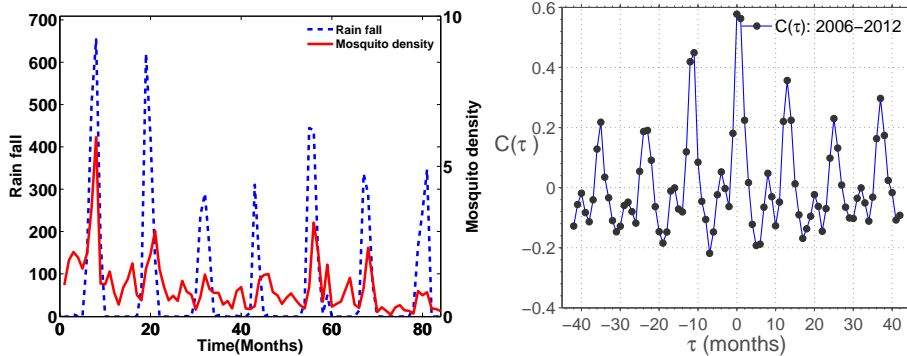 700
600
500
400
300
200
100
0
Rain fall
0
20
40
60
80
Time(Months)
10
5
0
Mosquito density
Rain fall
Mosquito density
0.6
0.4
0.2
0
−0.2
−0.4
C(τ)
−40 −30 −20 −10 0 10 20 30 40
τ (months)
C(τ): 2006−2012